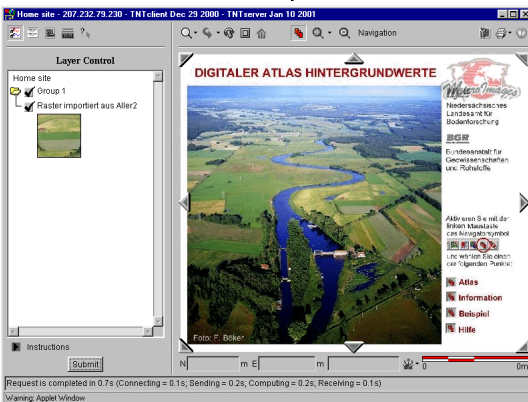 Home site - 207.232.79.230 - TNTclient Dec 29 2000 - TNTserver Jan 10 2001
Navigation
Layer Control
Home site
Group 1
Raster importiert aus Aller2
Instructions
Submit
DIGITALER ATLAS HINTERGRUNDWERTE
MicroImages
Niedersächsisches
Landesamt für
Bodenforschung
BGR
Bundesanstalt für
Geowissenschaften
und Rohstoffe
Aktivieren Sie mit der
linken Maustaste
das Navigatorsymbol
und wählen Sie einen
der folgenden Punkte:
Atlas
Information
Beispiel
Hilfe
Foto: F. Böker
N m E m 0 0m
Request is completed in 0.7s (Connecting = 0.1s; Sending = 0.2s; Computing = 0.2s; Receiving = 0.1s)
Warning: Applet Window